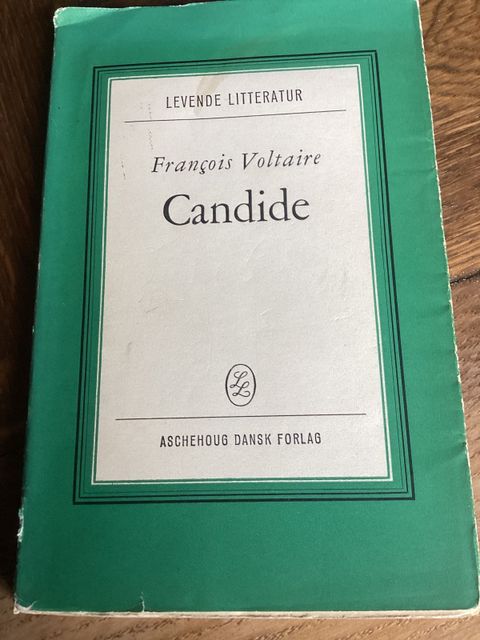 LEVENDE LITTERATUR
François Voltaire
Candide
LL
ASCHEHOUG DANSK FORLAG